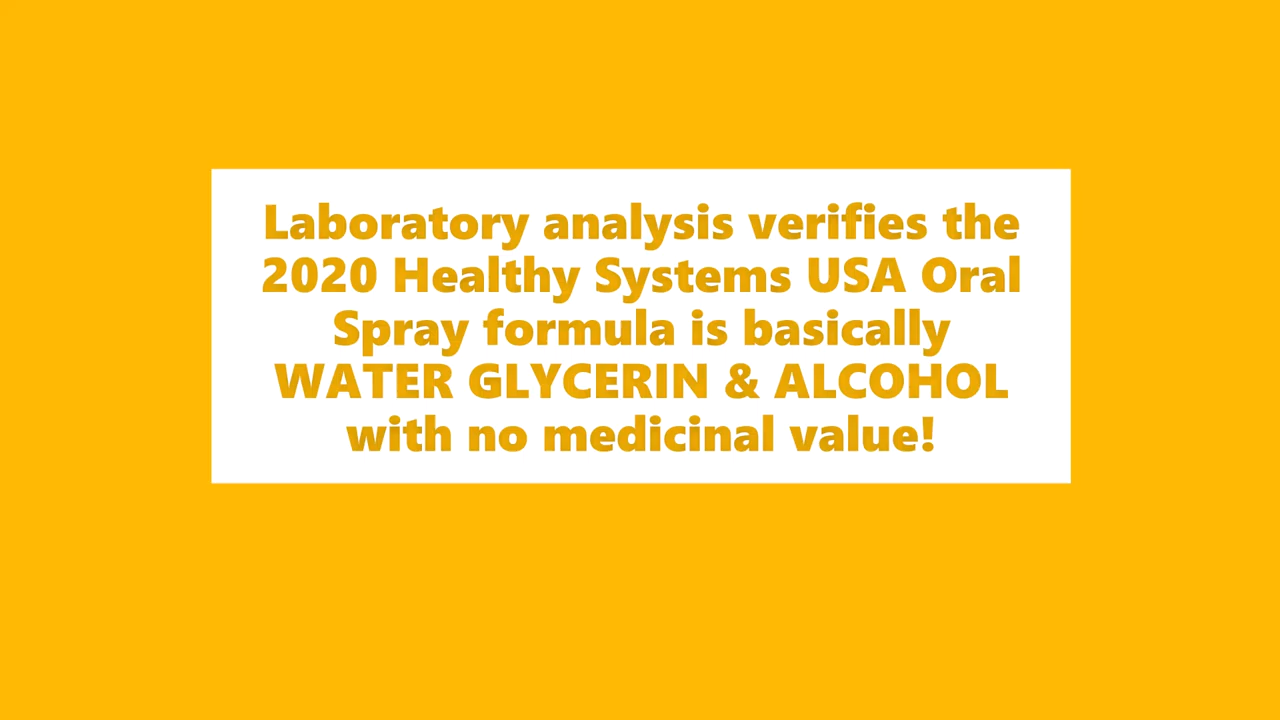 Laboratory analysis verifies the
2020 Healthy Systems USA Oral
Spray formula is basically
WATER GLYCERIN & ALCOHOL
with no medicinal value!